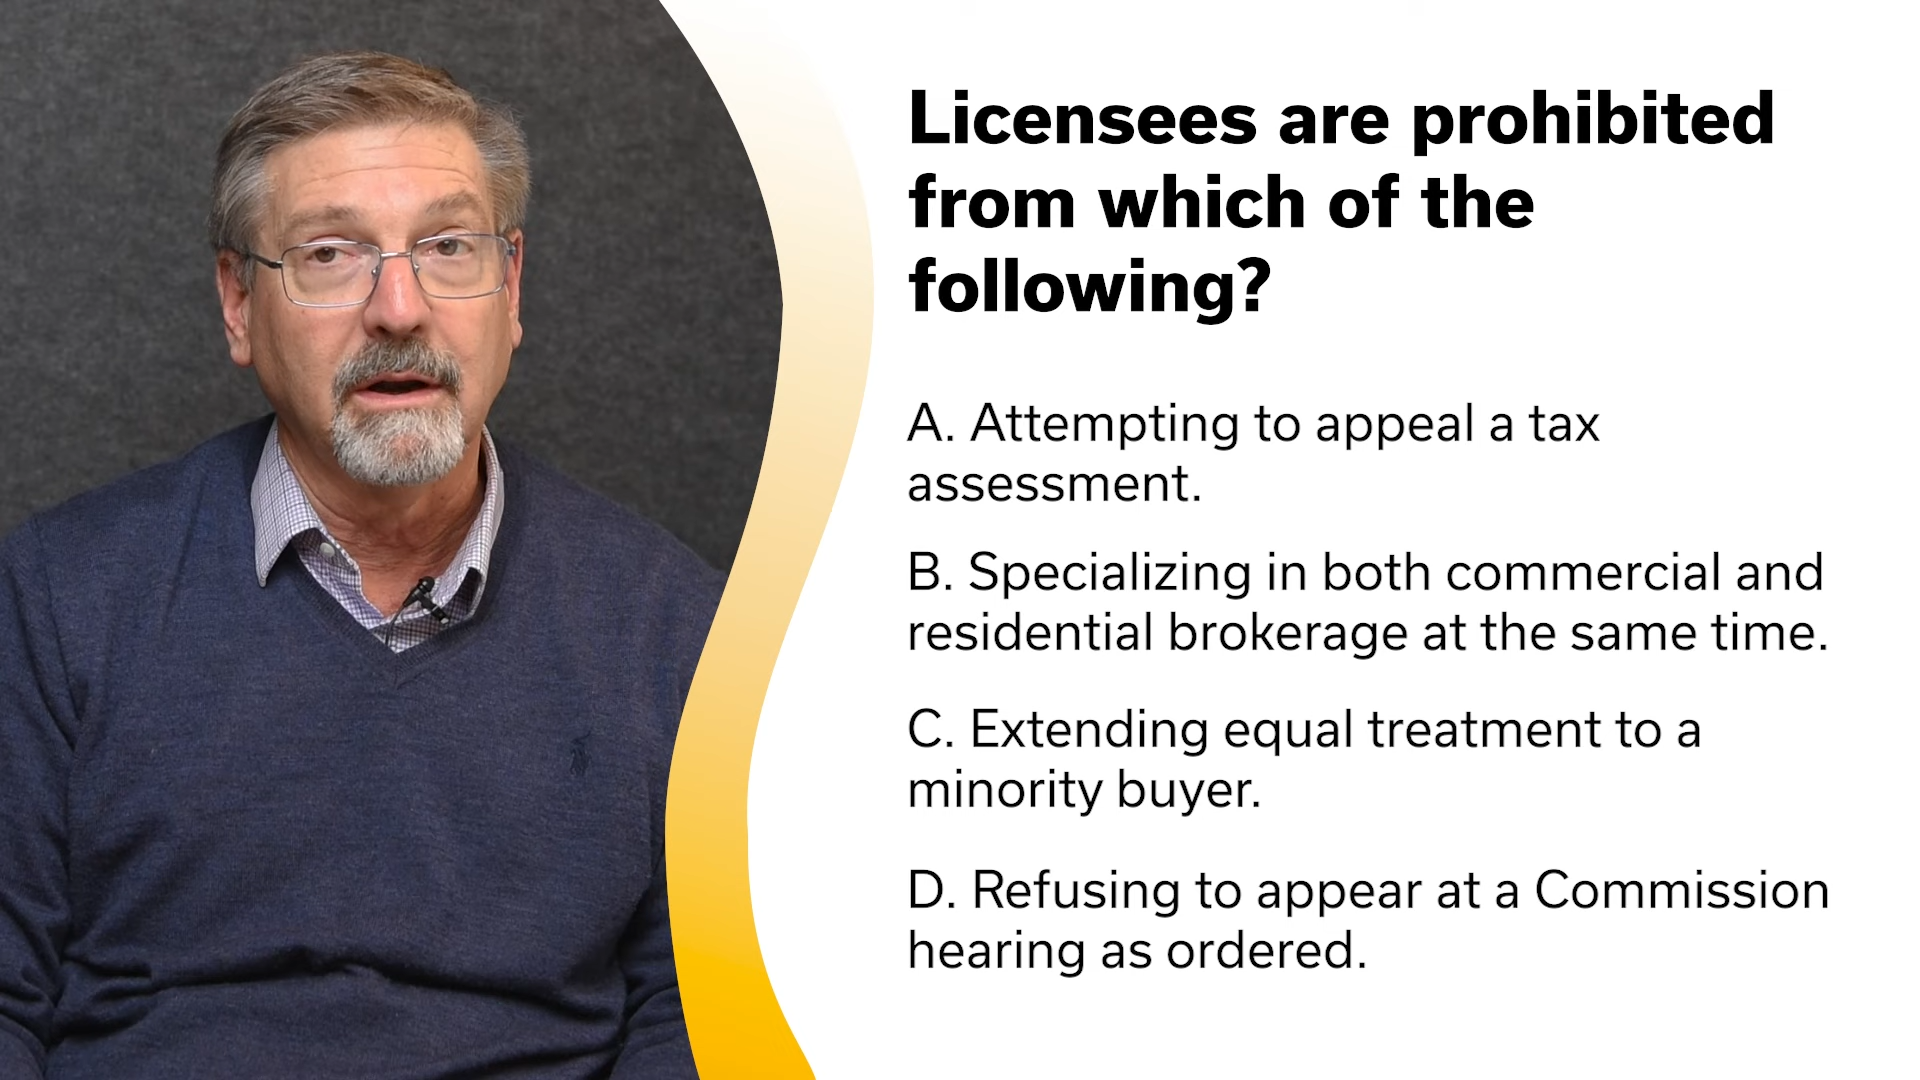 Licensees are prohibited
from which of the
following?
A. Attempting to appeal a tax
assessment.
B. Specializing in both commercial and
residential brokerage at the same time.
C. Extending equal treatment to a
minority buyer.
D. Refusing to appear at a Commission
hearing as ordered.